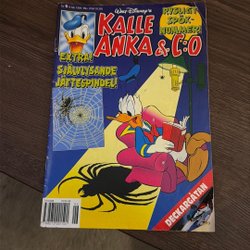 Walt Disney's
KALLE
ANKA & C:O
RYSLIGT
SPÖK-
NUMMER!
EXTRA!
SJÄLVLYSANDE
JÄTTESPINDEL!
DECKARGÅTAN